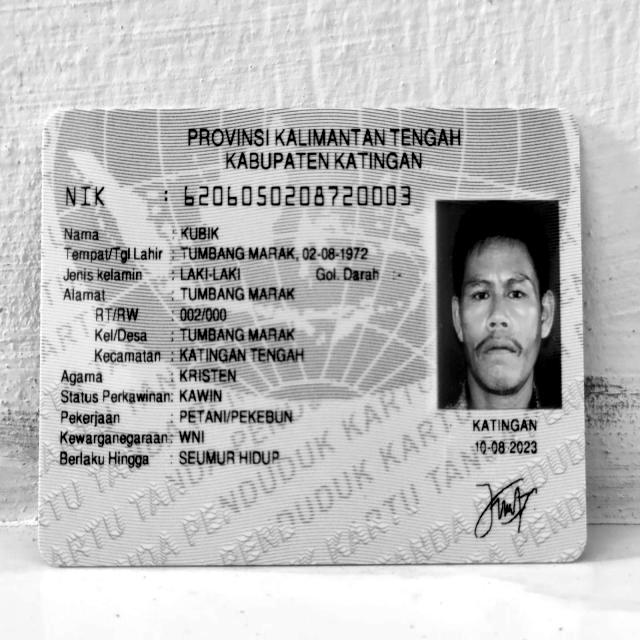 PROVINSI KALIMANTAN TENGAH
KABUPATEN KATINGAN
NIK : 6206050208720003
Nama : KUBIK
Tempat/Tgl Lahir : TUMBANG MARAK, 02-08-1972
Jenis kelamin : LAKI-LAKI Gol. Darah :-
Alamat : TUMBANG MARAK
RT/RW : 002/000
Kel/Desa : TUMBANG MARAK
Kecamatan : KATINGAN TENGAH
Agama : KRISTEN
Status Perkawinan: KAWIN
Pekerjaan : PETANI/PEKEBUN
Kewarganegaraan: WNI
Berlaku Hingga : SEUMUR HIDUP
KATINGAN
10-08-2023
KARTU TANDA PENDUDUK KARTU TANDA PENDUDUK